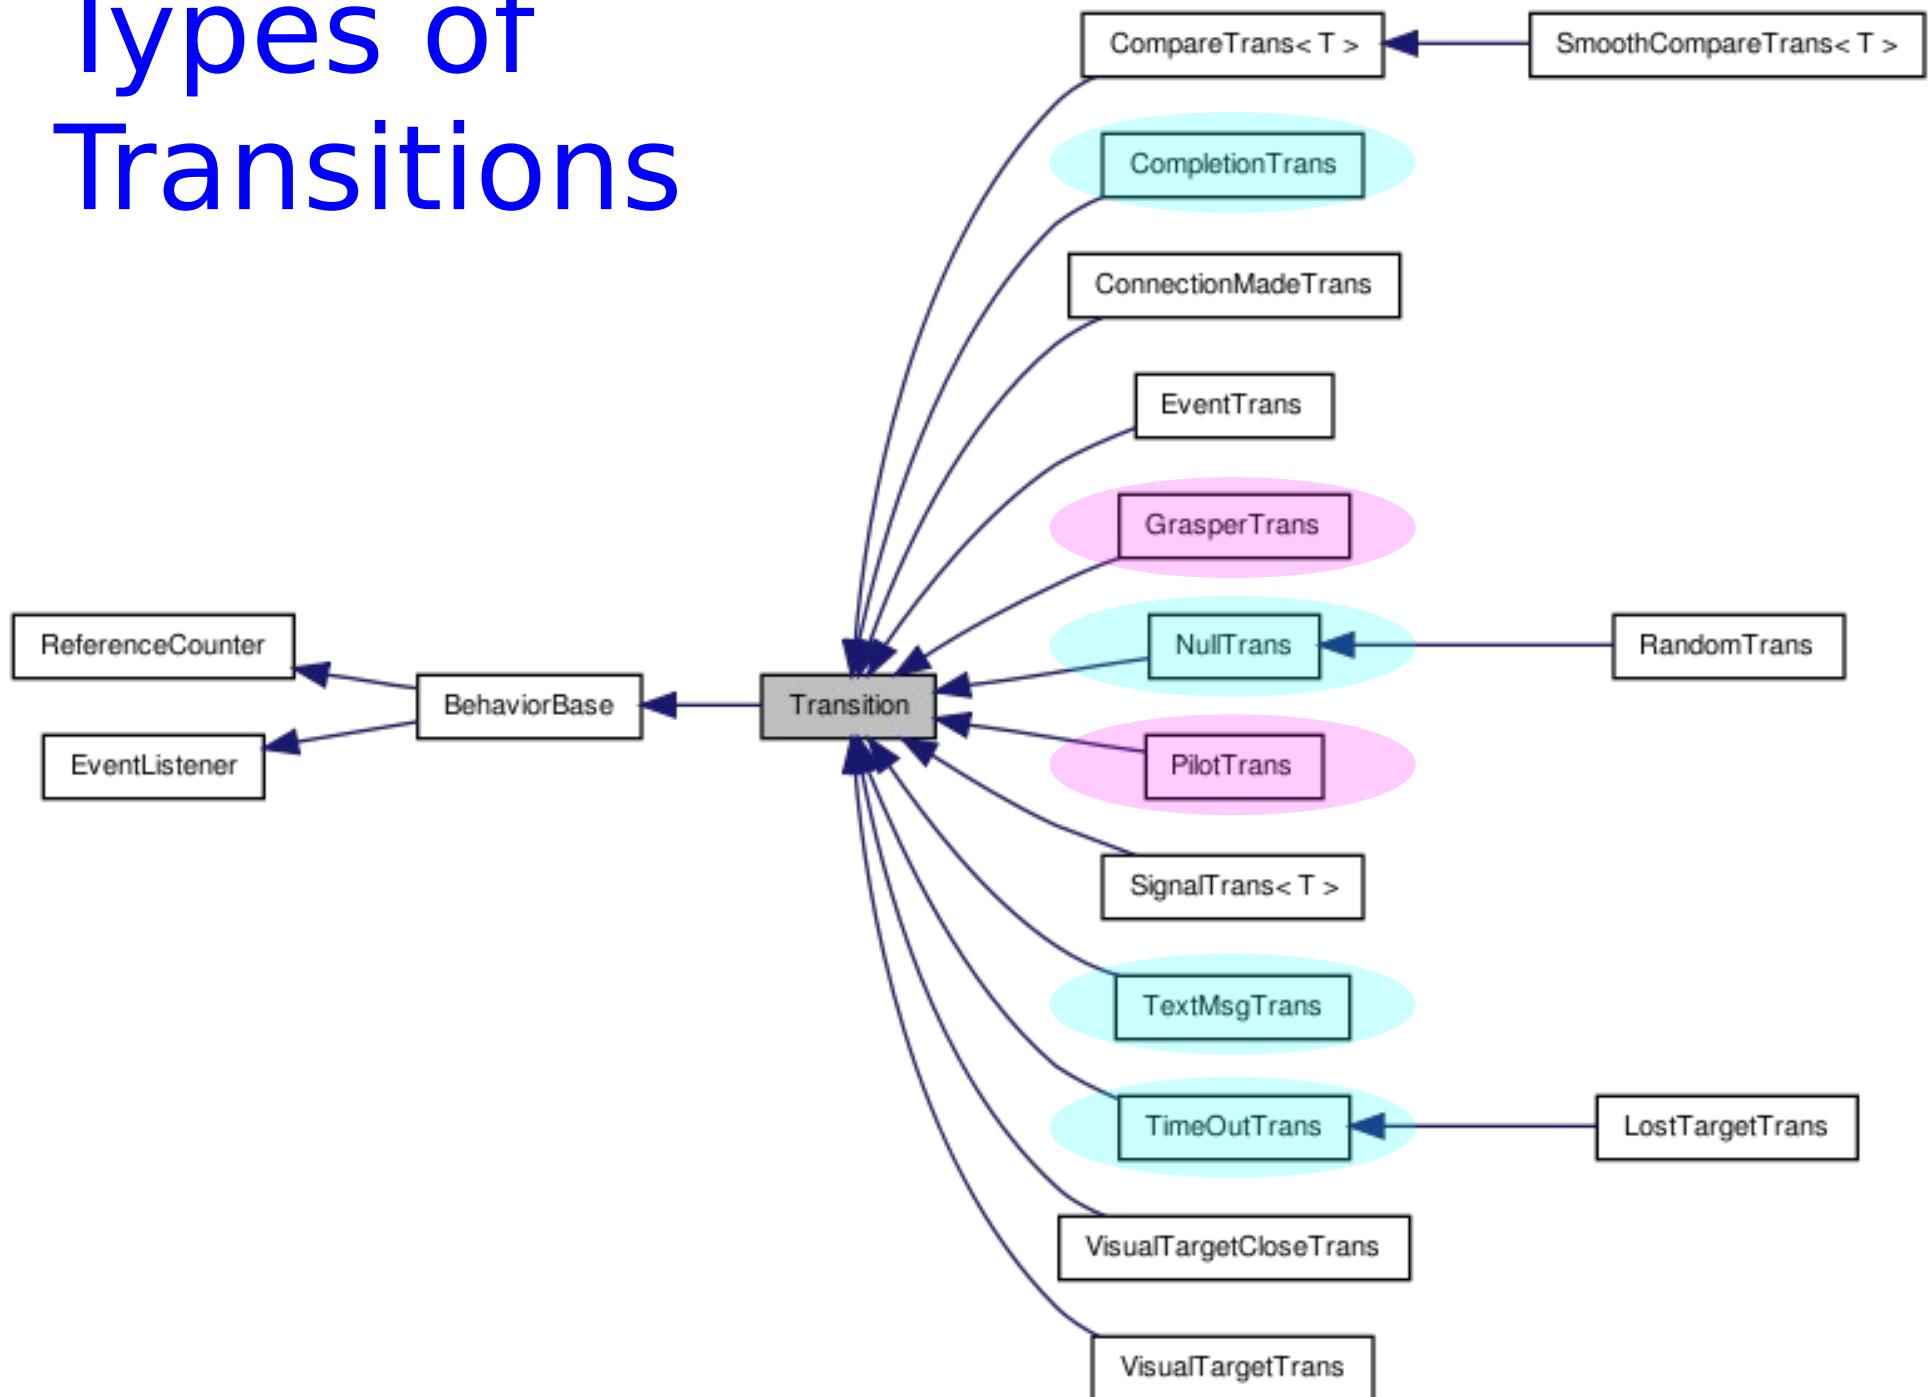 Types of
Transitions
CompareTrans< T >
SmoothCompareTrans< T >
CompletionTrans
ConnectionMadeTrans
EventTrans
GrasperTrans
ReferenceCounter
NullTrans
RandomTrans
BehaviorBase
Transition
EventListener
PilotTrans
SignalTrans< T >
TextMsgTrans
TimeOutTrans
LostTargetTrans
VisualTargetCloseTrans
VisualTargetTrans